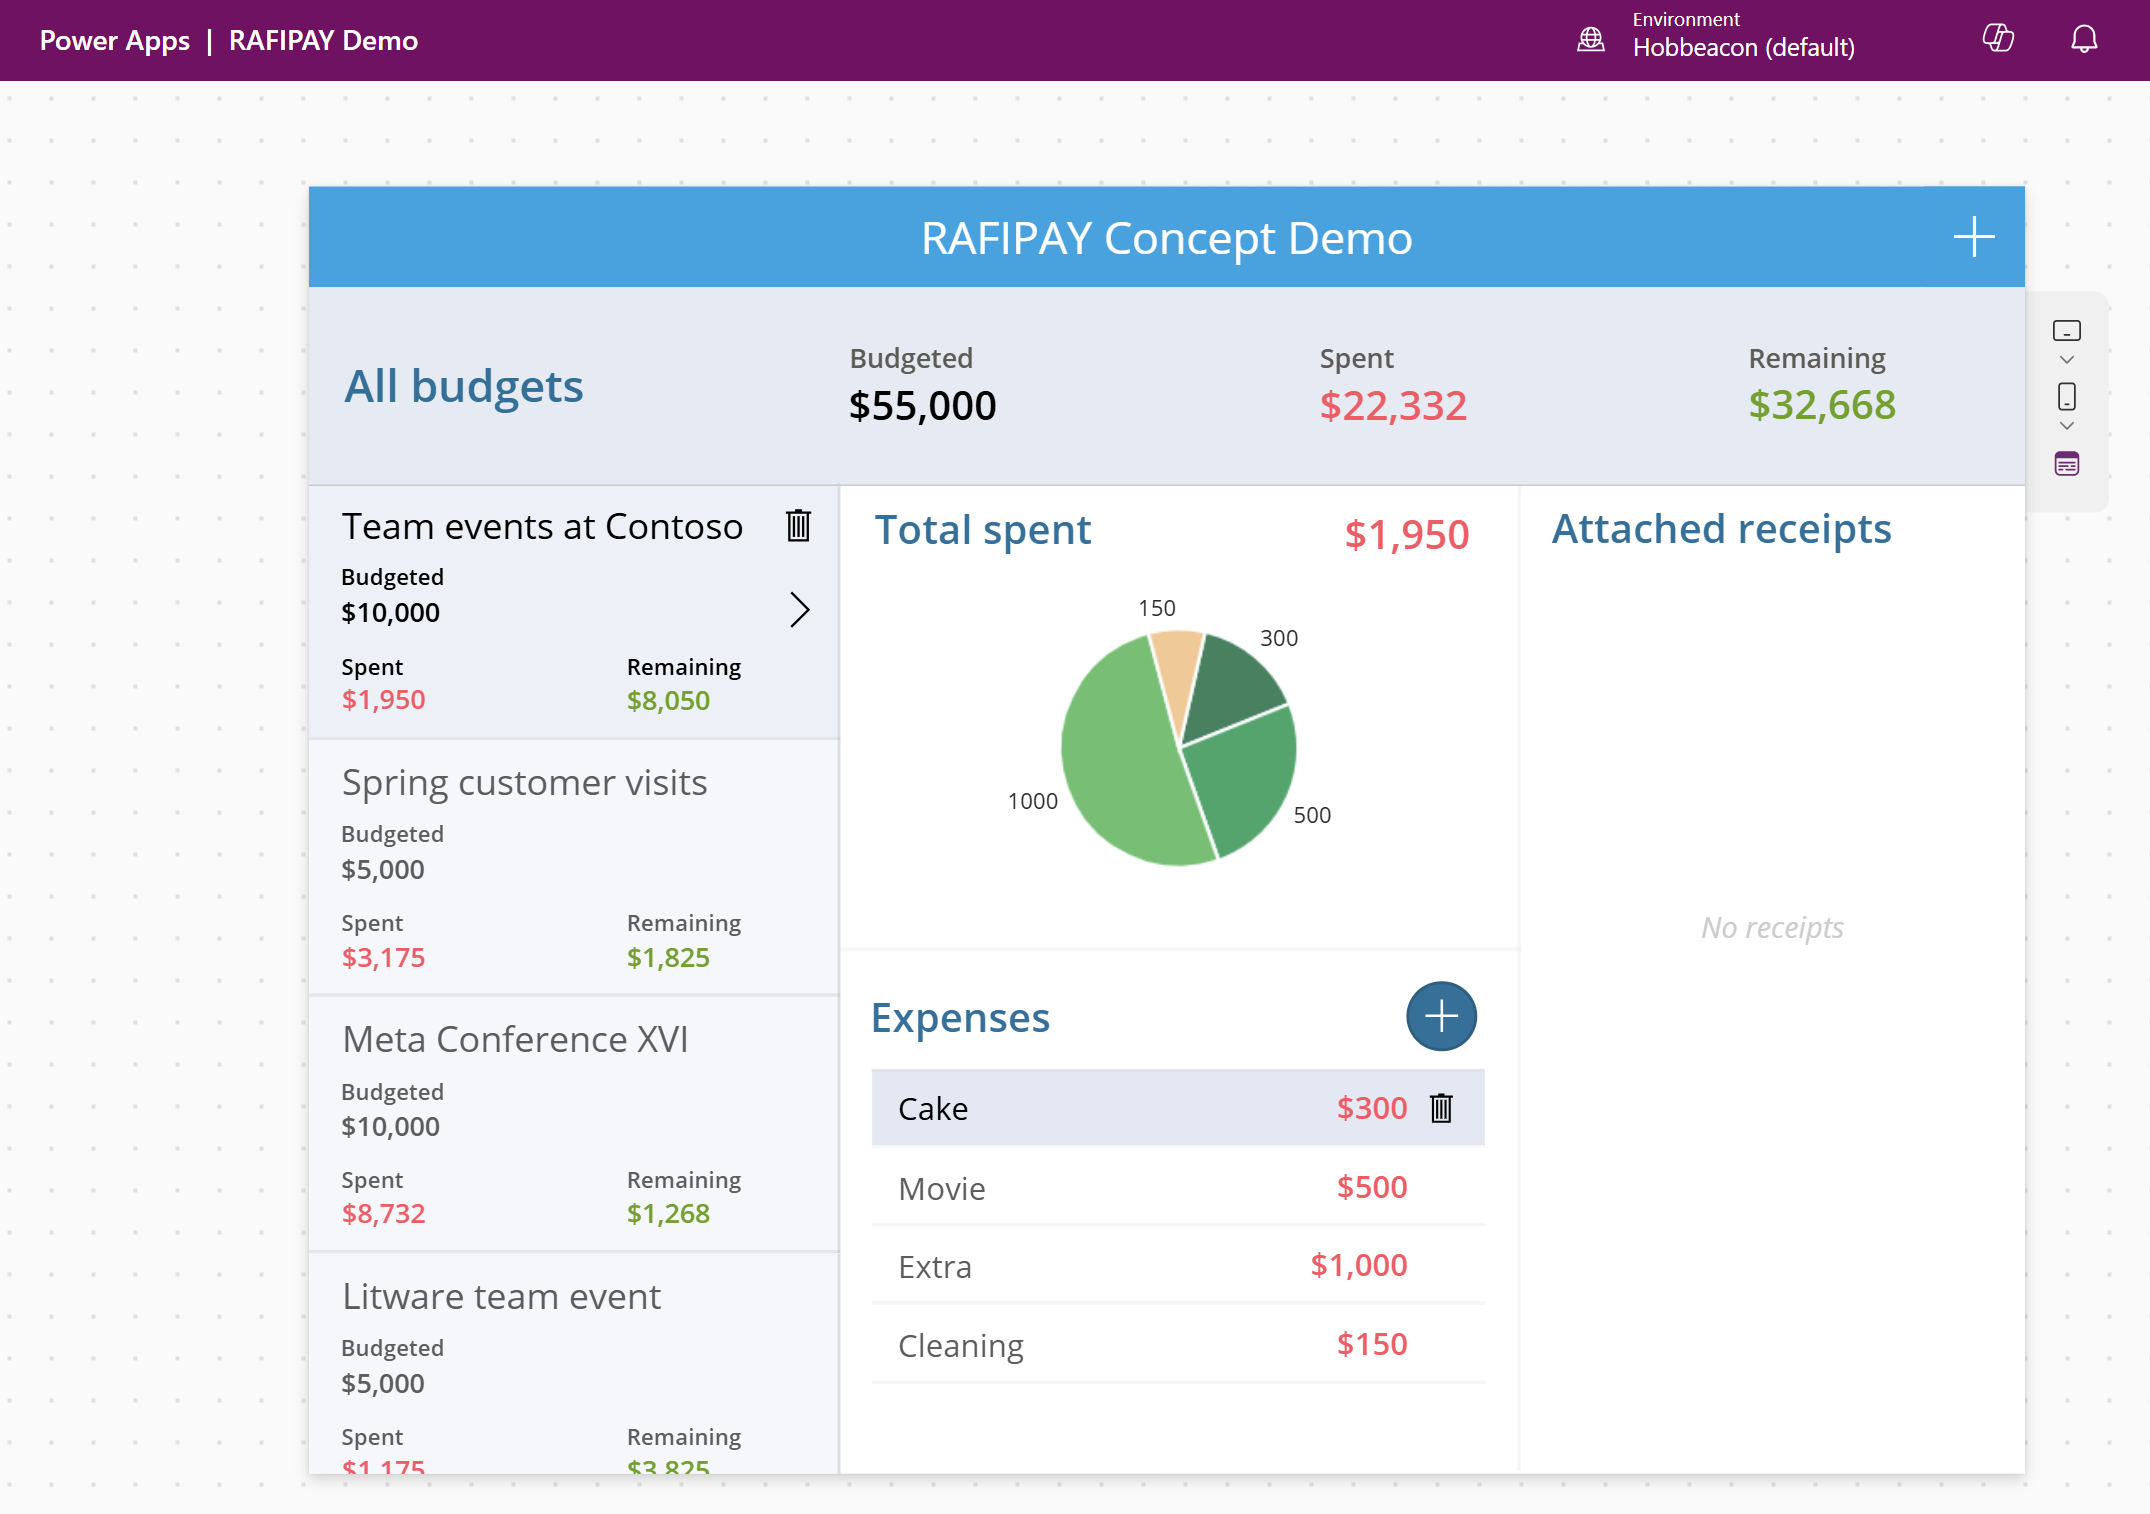 Power Apps | RAFIPAY Demo
Environment
Hobbeacon (default)
RAFIPAY Concept Demo
All budgets
Budgeted
$55,000
Spent
$22,332
Remaining
$32,668
Team events at Contoso
Budgeted
$10,000
Spent Remaining
$1,950 $8,050
Spring customer visits
Budgeted
$5,000
Spent Remaining
$3,175 $1,825
Meta Conference XVI
Budgeted
$10,000
Spent Remaining
$8,732 $1,268
Litware team event
Budgeted
$5,000
Spent Remaining
$1,175 $3,825
Total spent $1,950
150
300
1000
500
Expenses
Cake $300
Movie $500
Extra $1,000
Cleaning $150
Attached receipts
No receipts